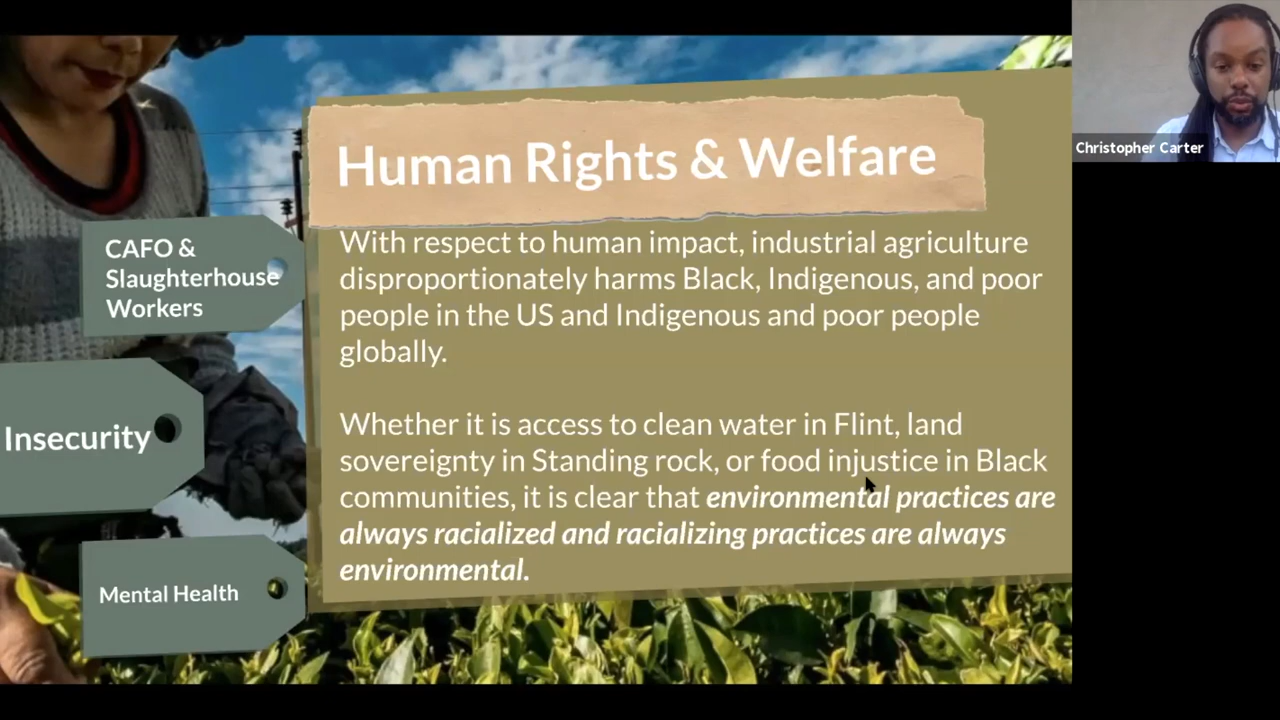 Human Rights & Welfare
With respect to human impact, industrial agriculture
disproportionately harms Black, Indigenous, and poor
people in the US and Indigenous and poor people
globally.
Whether it is access to clean water in Flint, land
sovereignty in Standing rock, or food injustice in Black
communities, it is clear that environmental practices are
always racialized and racializing practices are always
environmental.
CAFO &
Slaughterhouse
Workers
Insecurity
Mental Health
Christopher Carter